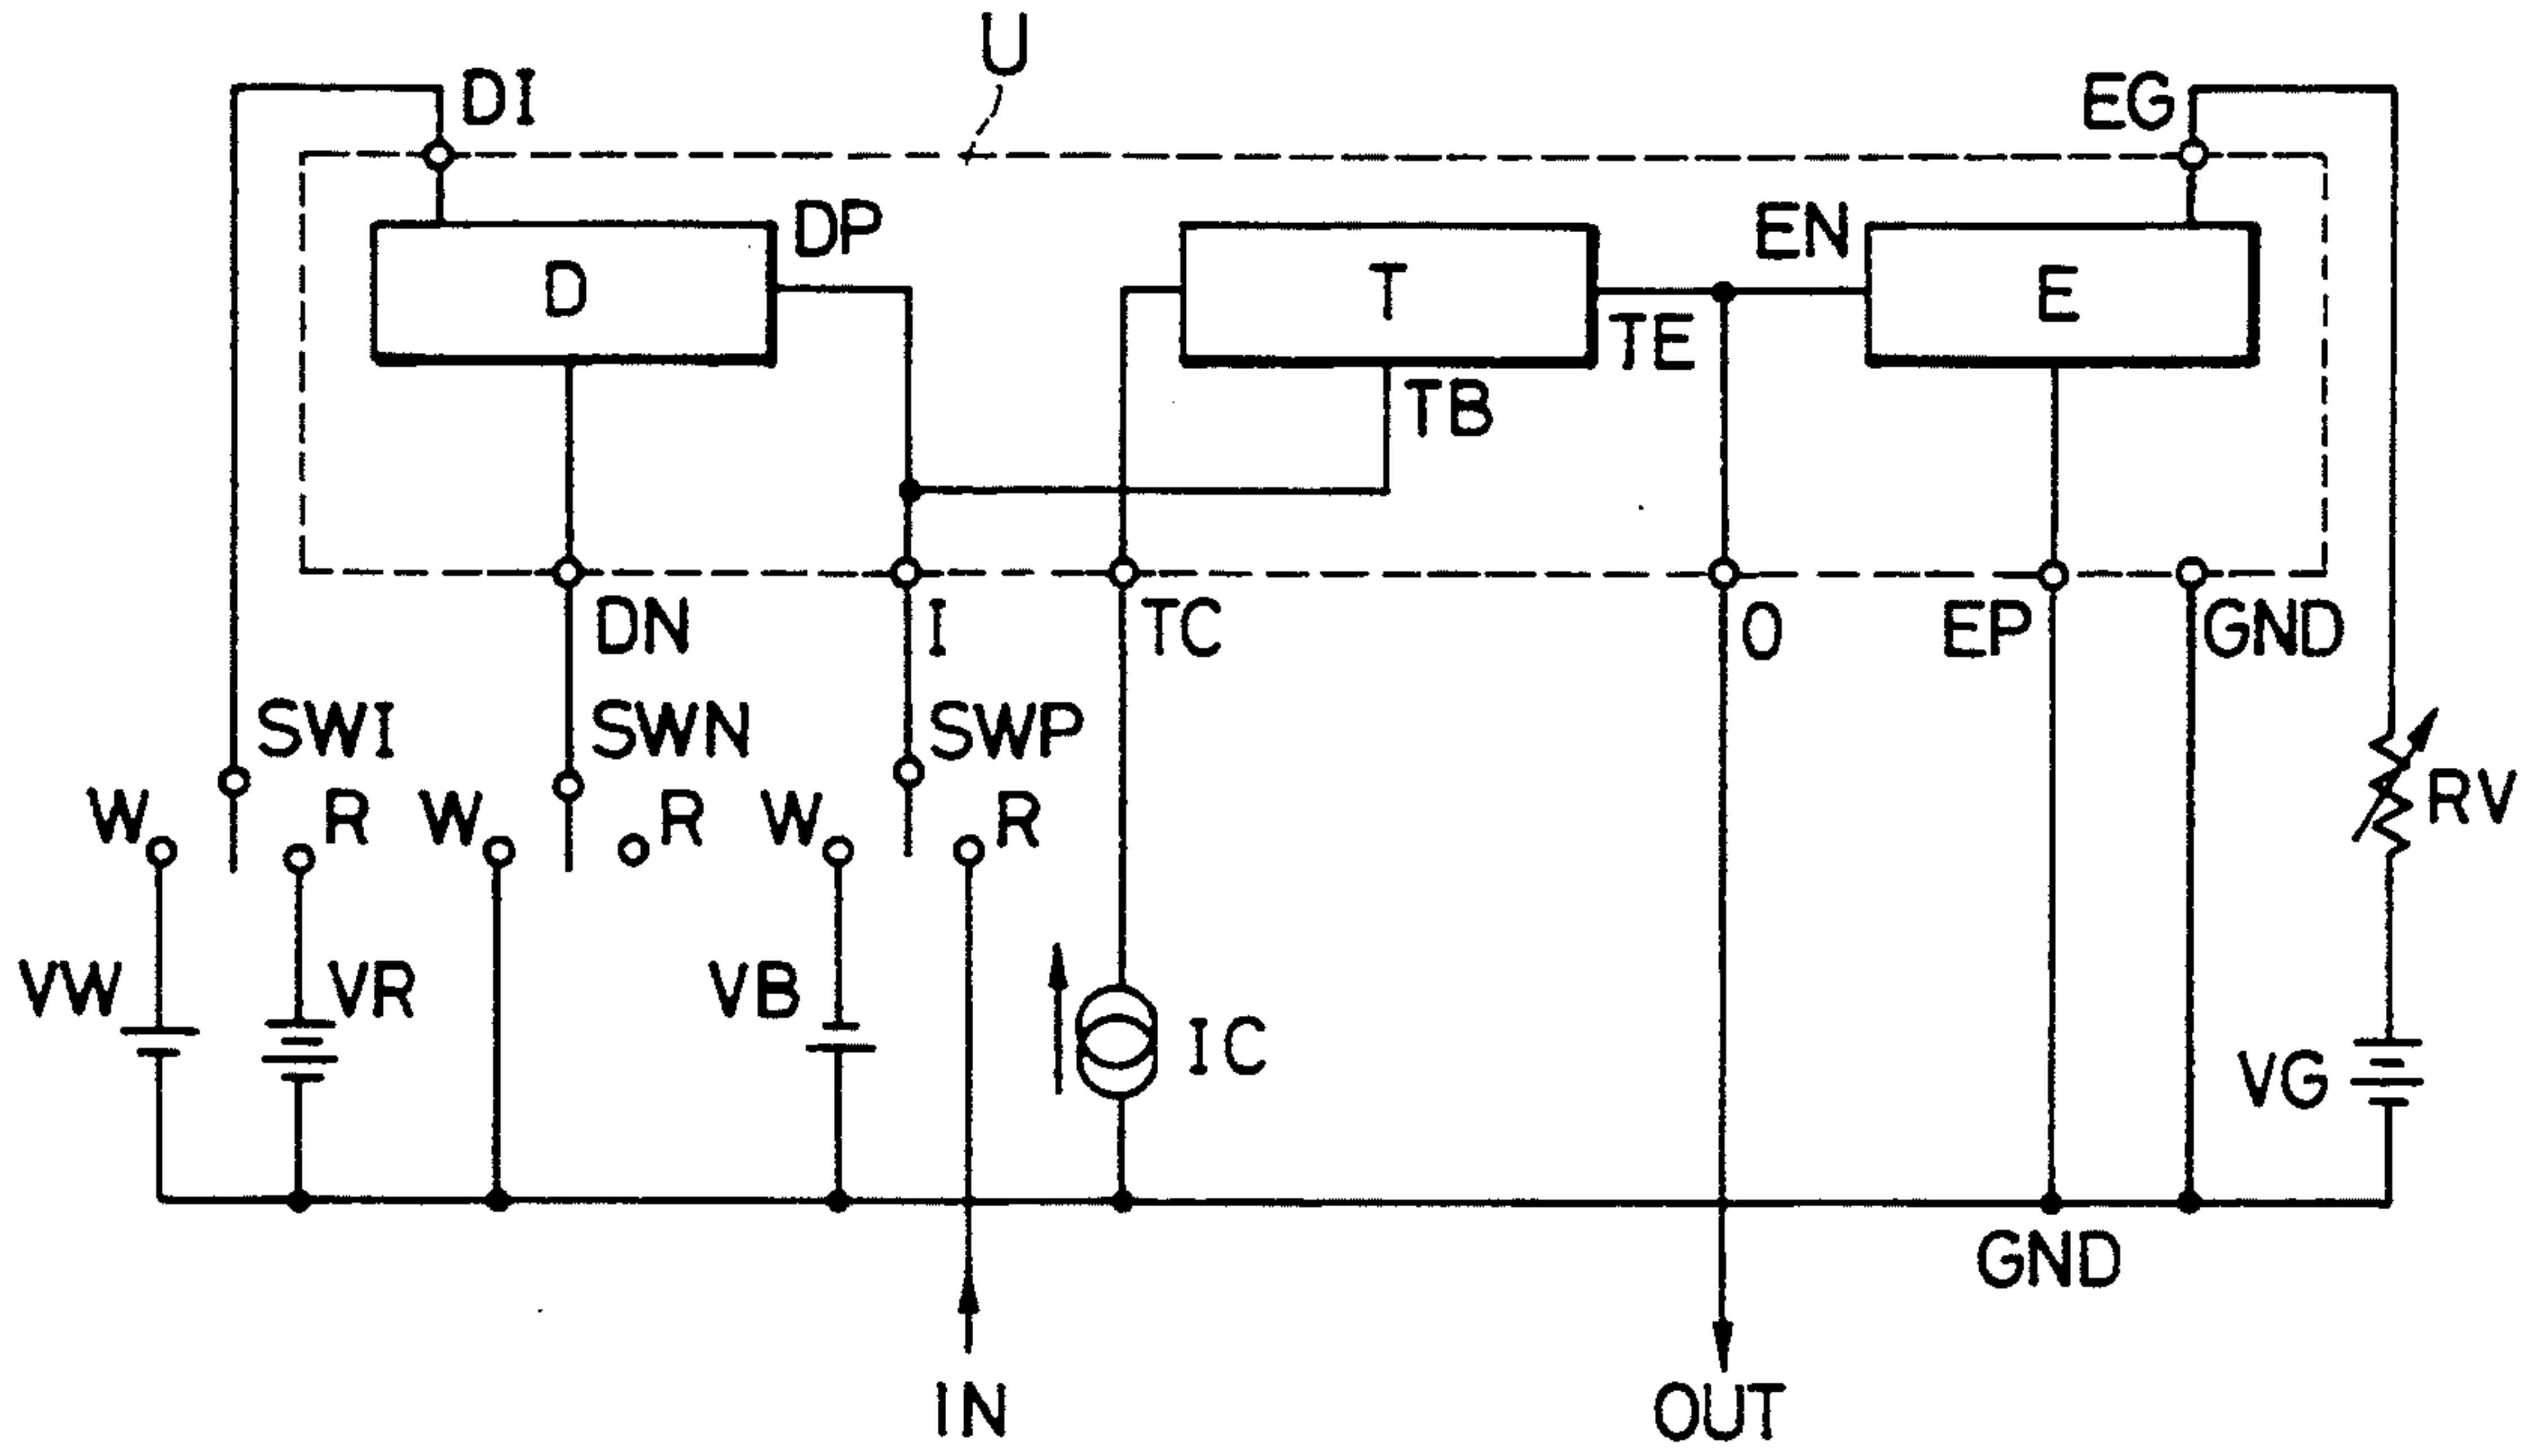 U
DI
EG
DP
EN
D
T
E
TE
TB
DN
I
TC
O
EP
GND
SWI
SWN
SWP
W
R
W
R
W
R
RV
VW
VR
VB
IC
VG
GND
IN
OUT